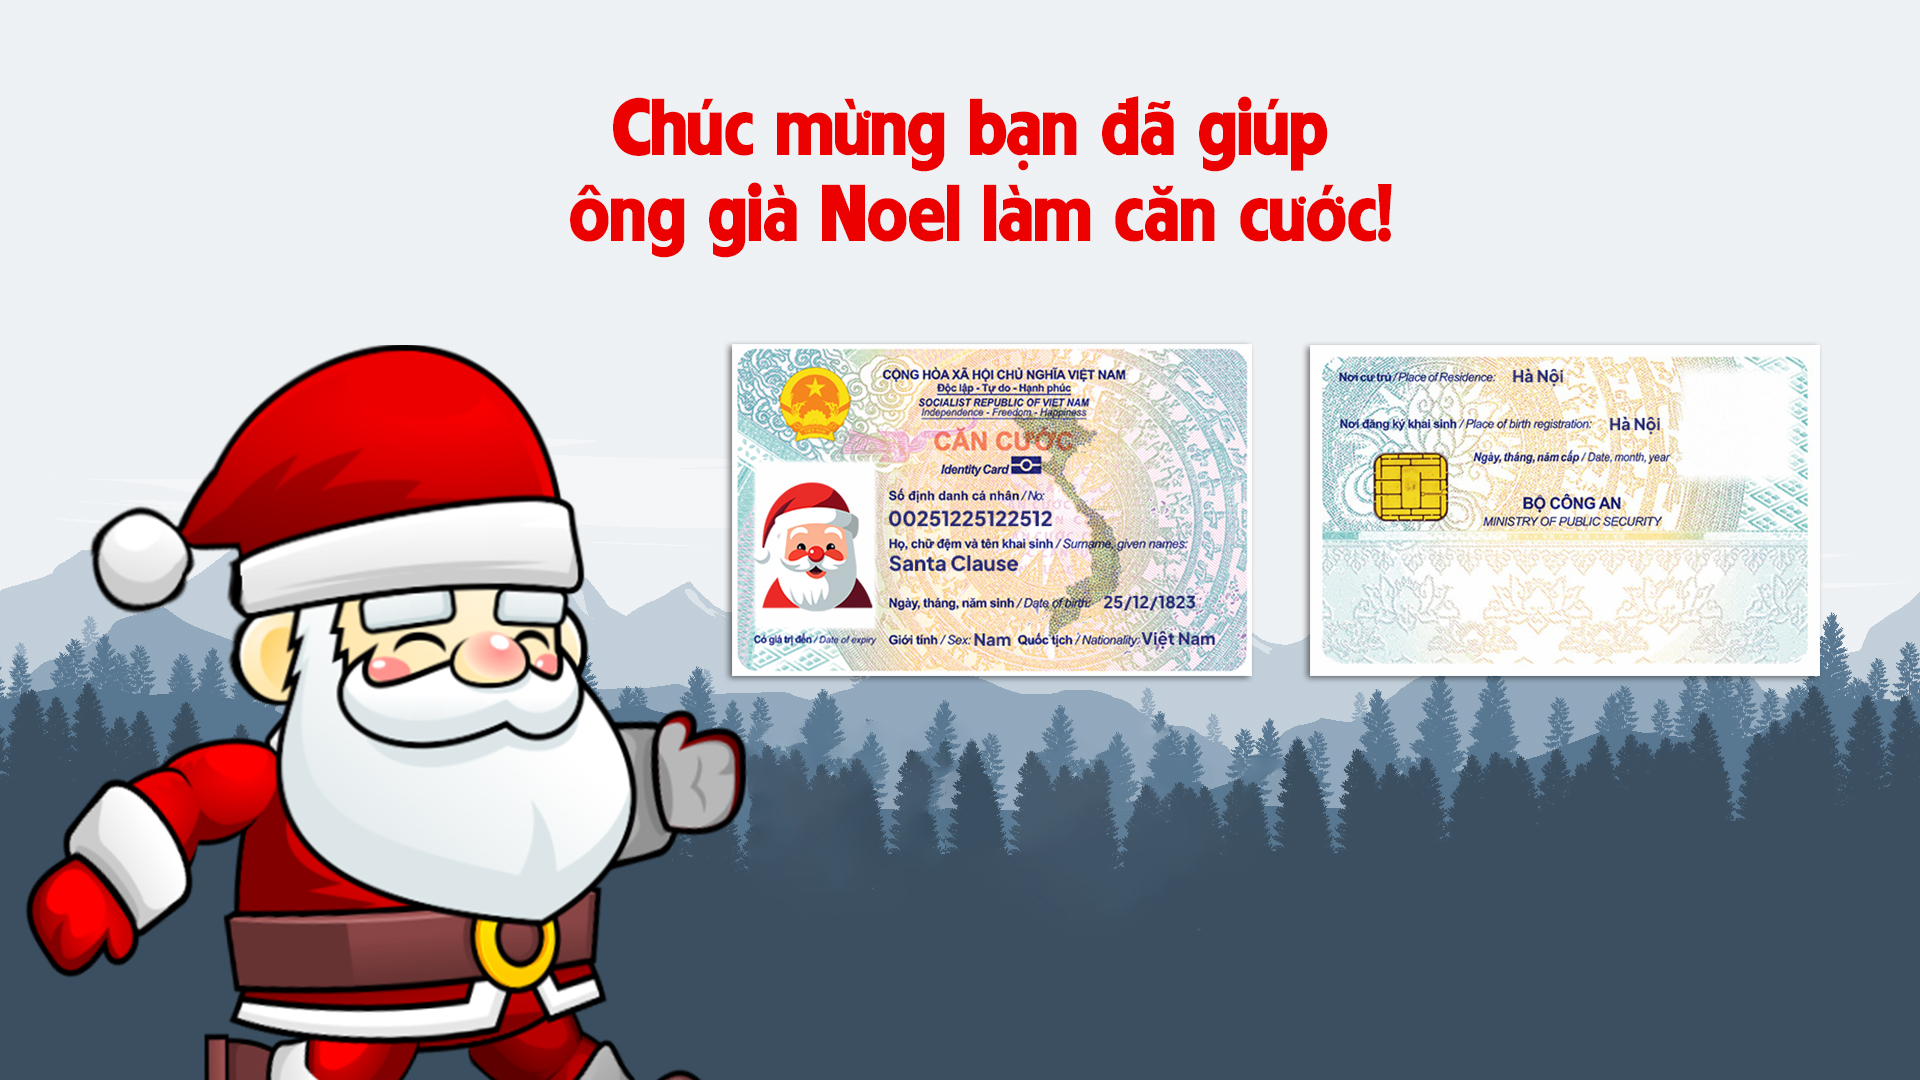 Chúc mừng bạn đã giúp
ông già Noel làm căn cước!
CỘNG HÒA XÃ HỘI CHỦ NGHĨA VIỆT NAM
Độc lập - Tự do - Hạnh phúc
SOCIALIST REPUBLIC OF VIET NAM
Independence - Freedom - Happiness
CĂN CƯỚC
Identity Card
Số định danh cá nhân / No:
00251225122512
Họ, chữ đệm và tên khai sinh / Surname, given names:
Santa Clause
Ngày, tháng, năm sinh / Date of birth: 25/12/1823
Có giá trị đến / Date of expiry
Giới tính / Sex: Nam Quốc tịch / Nationality: Việt Nam
Nơi cư trú / Place of Residence: Hà Nội
Nơi đăng ký khai sinh / Place of birth registration: Hà Nội
Ngày, tháng, năm cấp / Date, month, year
BỘ CÔNG AN
MINISTRY OF PUBLIC SECURITY